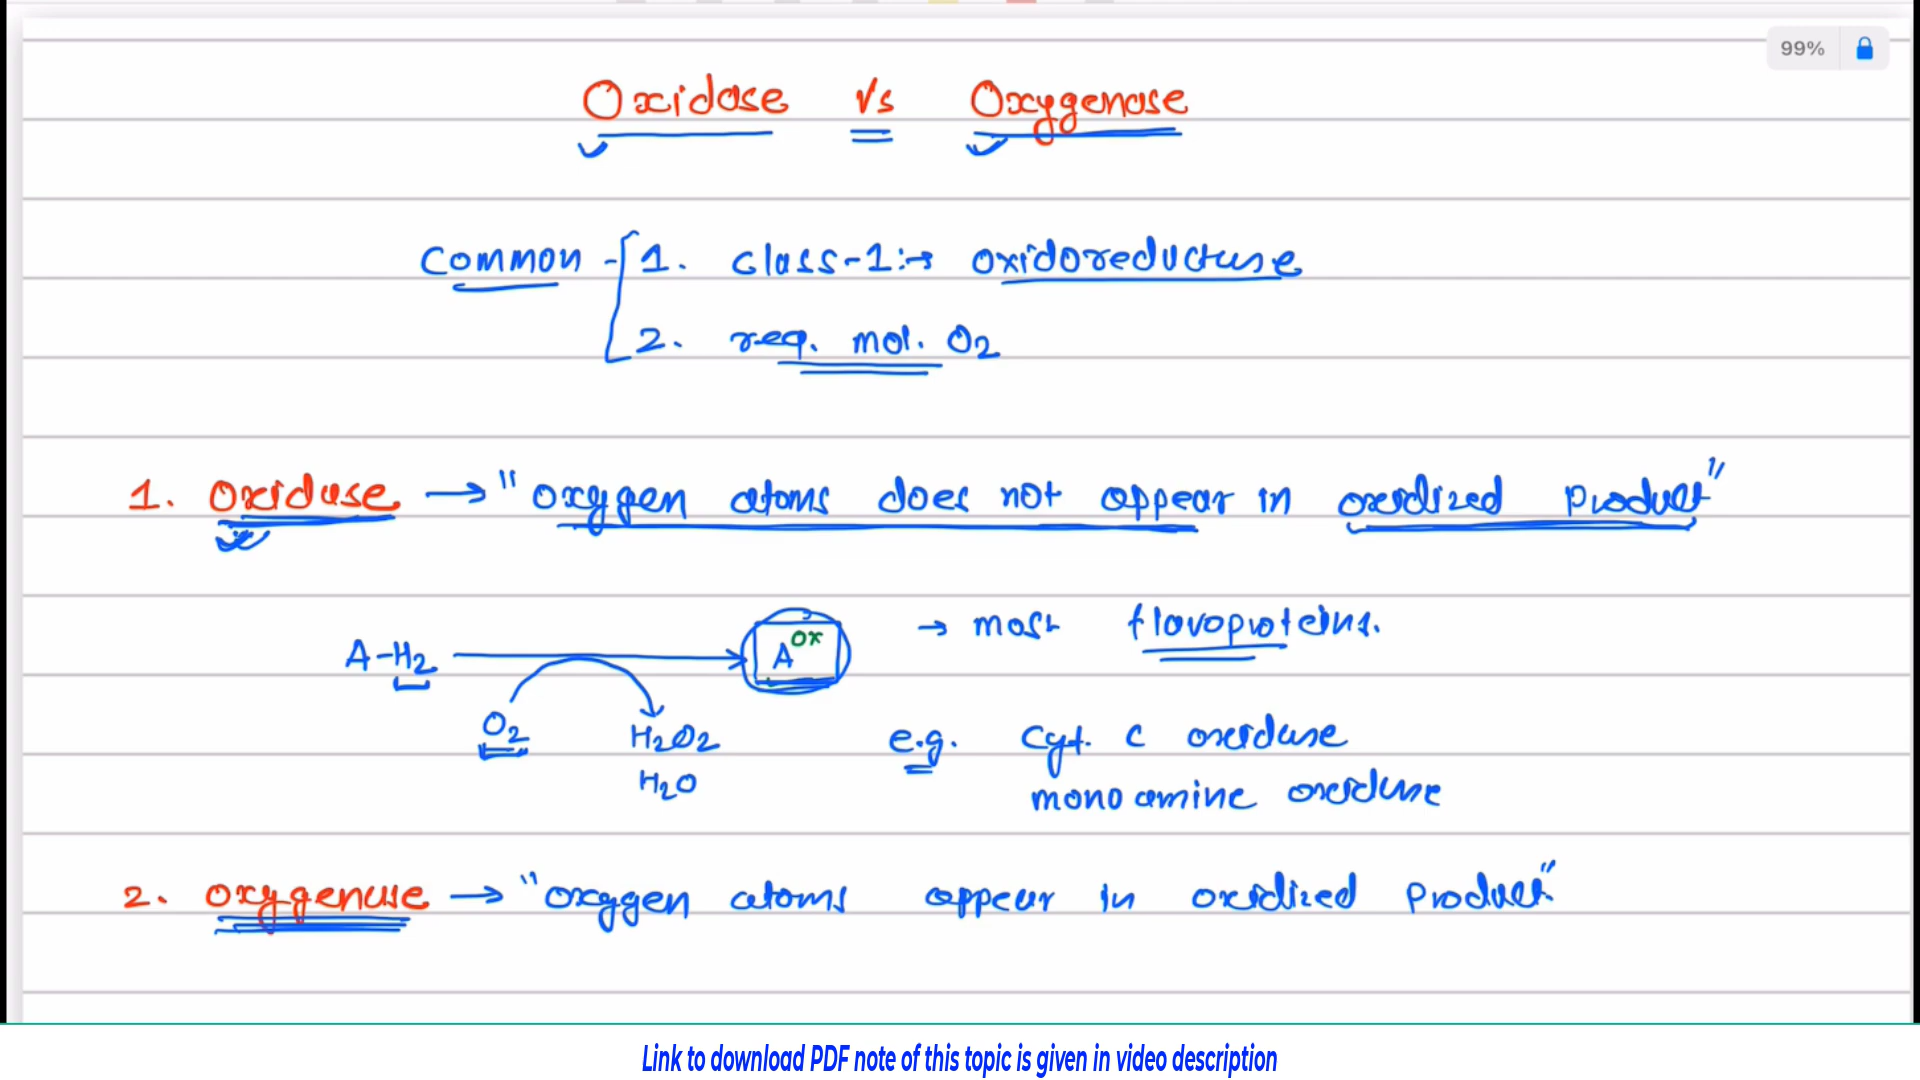 99%
Oxidase Vs Oxygenase
Common - 1. class-1:→ oxidoreductase
2. req. mol. O2
1. Oxidase → "oxygen atoms does not appear in oxidized product"
A-H2 → A^ox → most flavoproteins.
O2 H2O2 e.g. Cyt. C oxidase
H2O mono amine oxidase
2. oxygenase → "oxygen atoms appear in oxidized product"
Link to download PDF note of this topic is given in video description